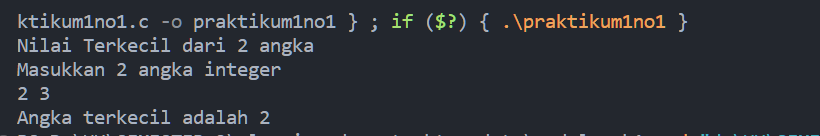 ktikum1no1.c -o praktikum1no1 } ; if ($?) { .\praktikum1no1 }
Nilai Terkecil dari 2 angka
Masukkan 2 angka integer
2 3
Angka terkecil adalah 2